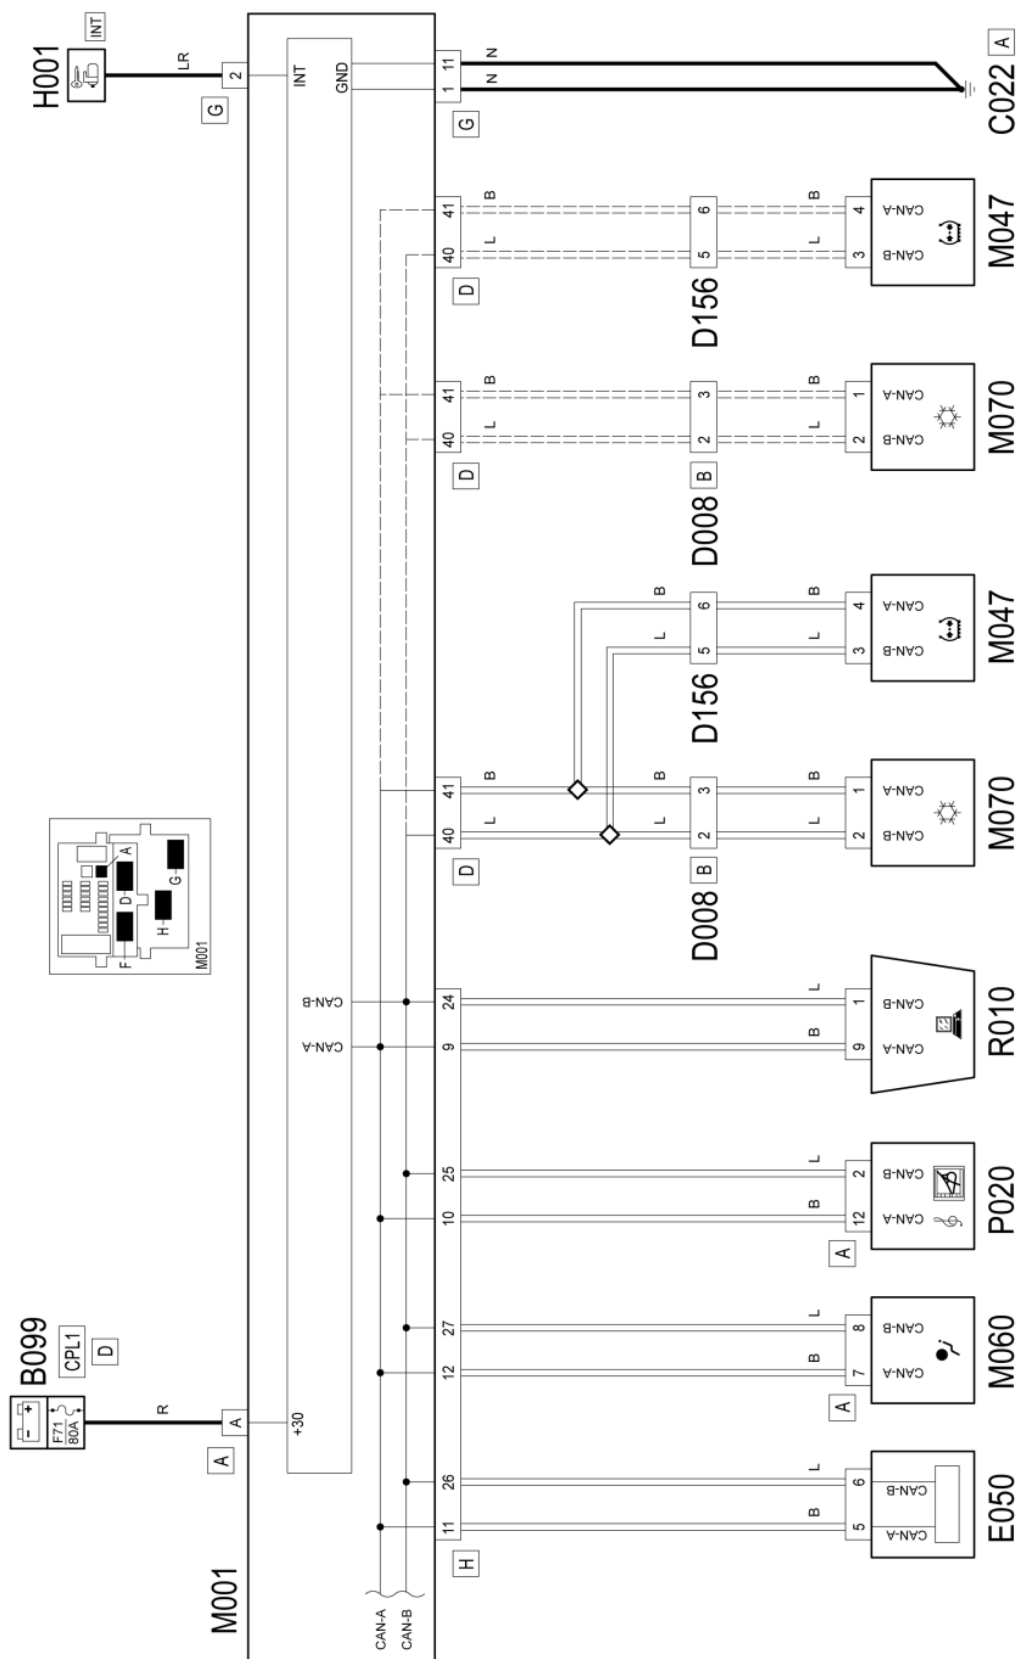 B099
CPL1
D
F71
80A
R
H001
INT
LR
M001
A
A
G
2
F
D
A
H
G
M001
+30
INT
CAN-A
CAN-B
GND
CAN-A
CAN-B
H
11 26 12 27 10 25 9 24
D
40 41
D
40 41
D
40 41
G
1 11
L B
L B
L B
N N
L B
L B
D008 B 2 3
D156 5 6
D008 B 2 3
D156 5 6
B L
B L
B L
B L
L B
L B
L B
L B
5 6
A
7 8
A
12 2
9 1
2 1
3 4
2 1
3 4
CAN-A CAN-B
CAN-A CAN-B
CAN-A CAN-B
CAN-A CAN-B
CAN-B CAN-A
CAN-B CAN-A
CAN-B CAN-A
CAN-B CAN-A
E050
M060
P020
R010
M070
M047
M070
M047
C022 A